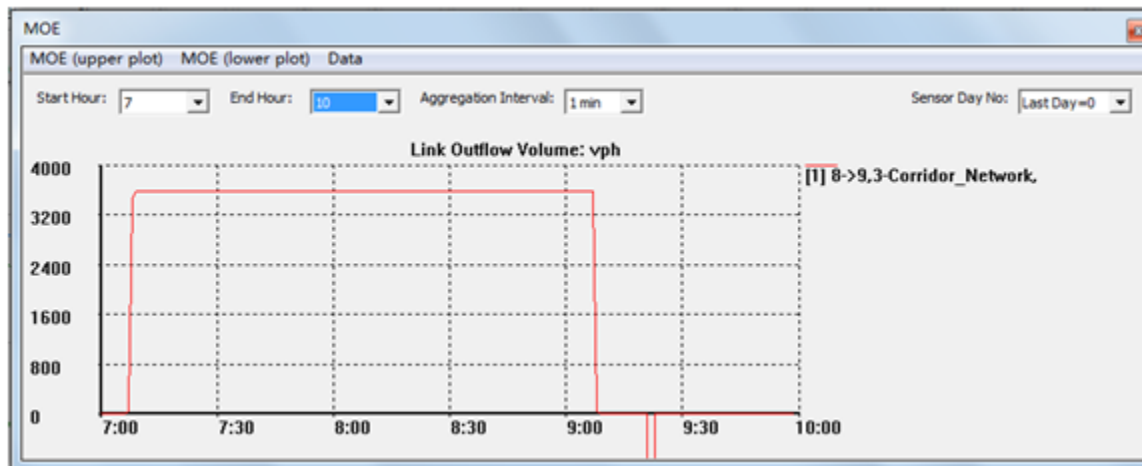 MOE
MOE (upper plot) MOE (lower plot) Data
Start Hour: 7 End Hour: 10 Aggregation Interval: 1 min Sensor Day No: Last Day=0
Link Outflow Volume: vph
[1] 8->9,3-Corridor_Network,
4000
3200
2400
1600
800
0
7:00 7:30 8:00 8:30 9:00 9:30 10:00